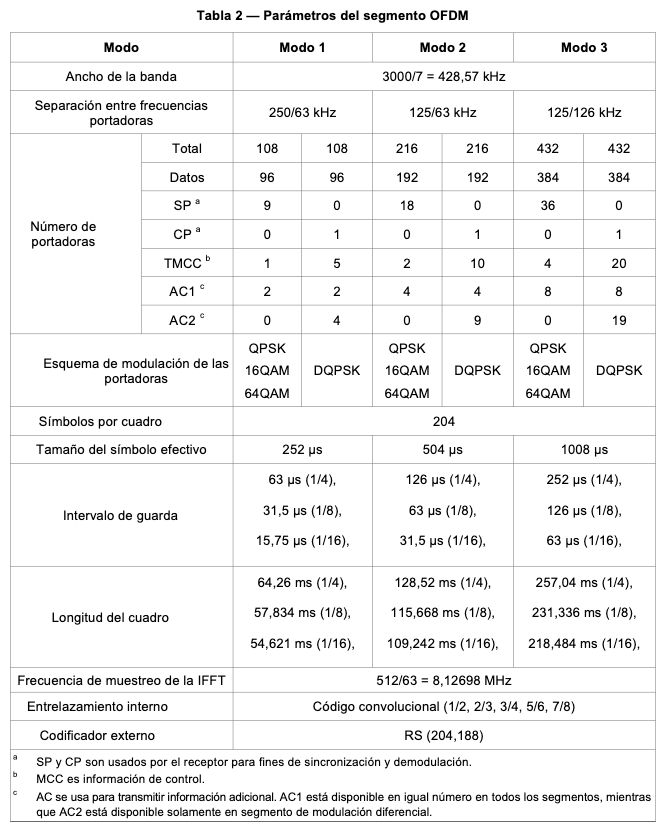 Tabla 2 — Parámetros del segmento OFDM
Modo Modo 1 Modo 2 Modo 3
Ancho de la banda 3000/7 = 428,57 kHz
Separación entre frecuencias
portadoras 250/63 kHz 125/63 kHz 125/126 kHz
Número de
portadoras
Total 108 108 216 216 432 432
Datos 96 96 192 192 384 384
SP a 9 0 18 0 36 0
CP a 0 1 0 1 0 1
TMCC b 1 5 2 10 4 20
AC1 c 2 2 4 4 8 8
AC2 c 0 4 0 9 0 19
Esquema de modulación de las
portadoras
QPSK QPSK QPSK
16QAM DQPSK 16QAM DQPSK 16QAM DQPSK
64QAM 64QAM 64QAM
Símbolos por cuadro 204
Tamaño del símbolo efectivo 252 µs 504 µs 1008 µs
Intervalo de guarda
63 µs (1/4), 126 µs (1/4), 252 µs (1/4),
31,5 µs (1/8), 63 µs (1/8), 126 µs (1/8),
15,75 µs (1/16), 31,5 µs (1/16), 63 µs (1/16),
Longitud del cuadro
64,26 ms (1/4), 128,52 ms (1/4), 257,04 ms (1/4),
57,834 ms (1/8), 115,668 ms (1/8), 231,336 ms (1/8),
54,621 ms (1/16), 109,242 ms (1/16), 218,484 ms (1/16),
Frecuencia de muestreo de la IFFT 512/63 = 8,12698 MHz
Entrelazamiento interno Código convolucional (1/2, 2/3, 3/4, 5/6, 7/8)
Codificador externo RS (204,188)
a SP y CP son usados por el receptor para fines de sincronización y demodulación.
b MCC es información de control.
c AC se usa para transmitir información adicional. AC1 está disponible en igual número en todos los segmentos, mientras
que AC2 está disponible solamente en segmento de modulación diferencial.